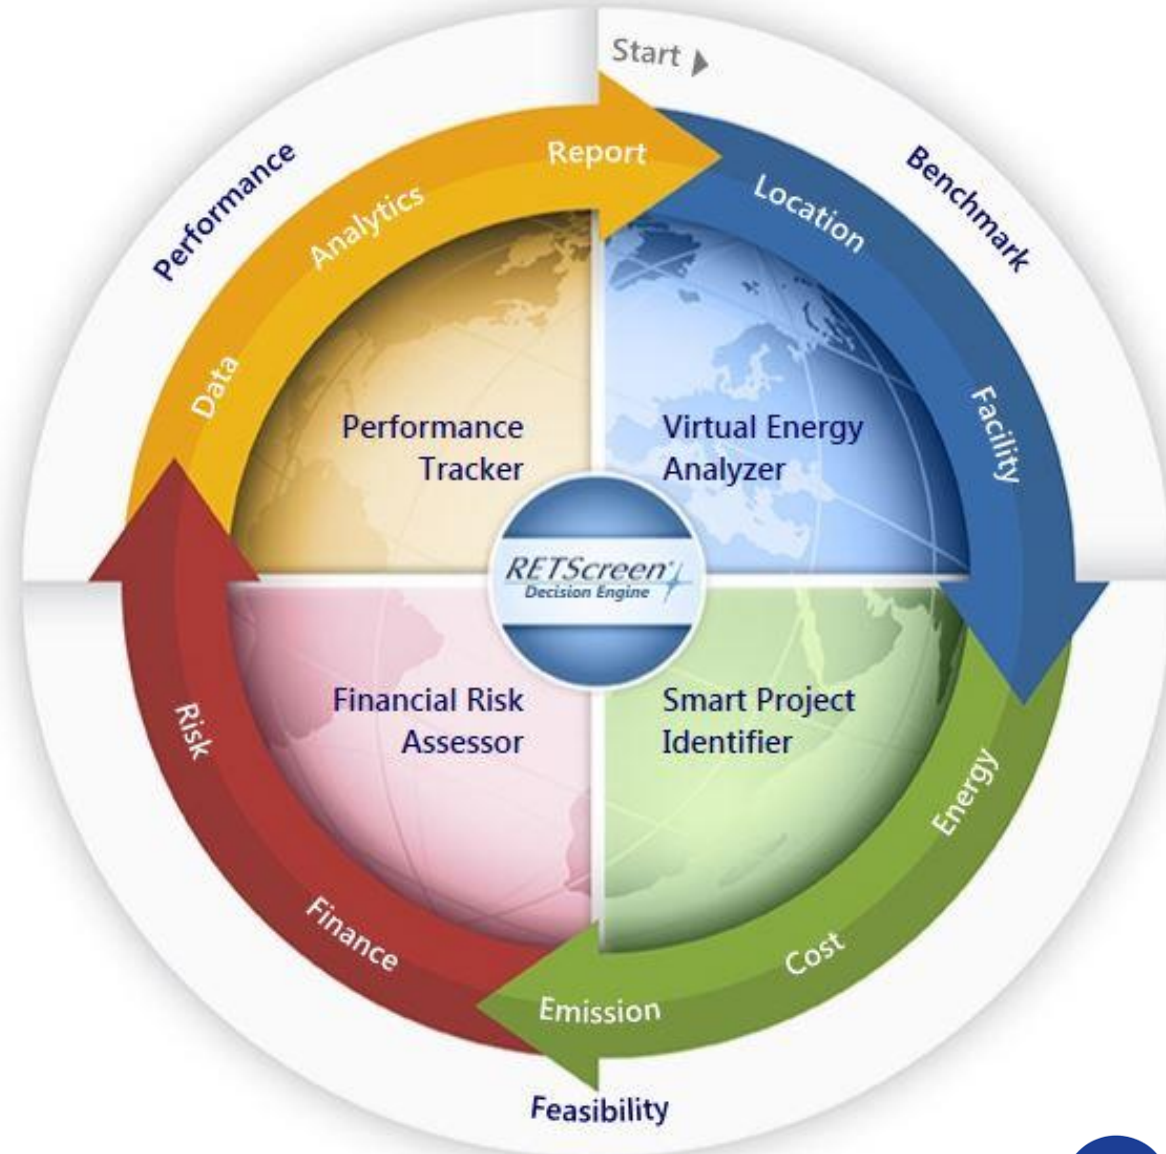 Start
Benchmark
Location
Facility
Virtual Energy
Analyzer
Energy
Cost
Emission
Smart Project
Identifier
Feasibility
Finance
Risk
Financial Risk
Assessor
Performance
Data
Analytics
Report
Performance
Tracker
RETScreen
Decision Engine